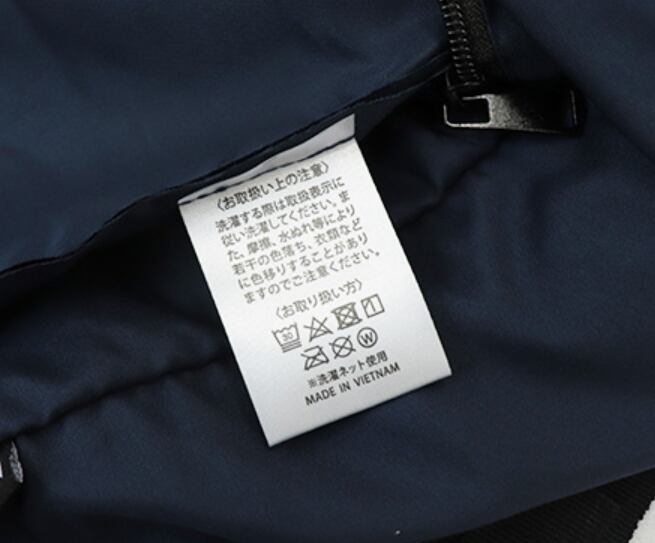 〈お取扱い上の注意〉
洗濯する際は取扱表示に
従い洗濯してください。ま
た、摩擦、水ぬれ等により
若干の色落ち、衣類など
に色移りすることがあり
ますのでご注意ください。
〈お取り扱い方〉
30
W
※洗濯ネット使用
MADE IN VIETNAM